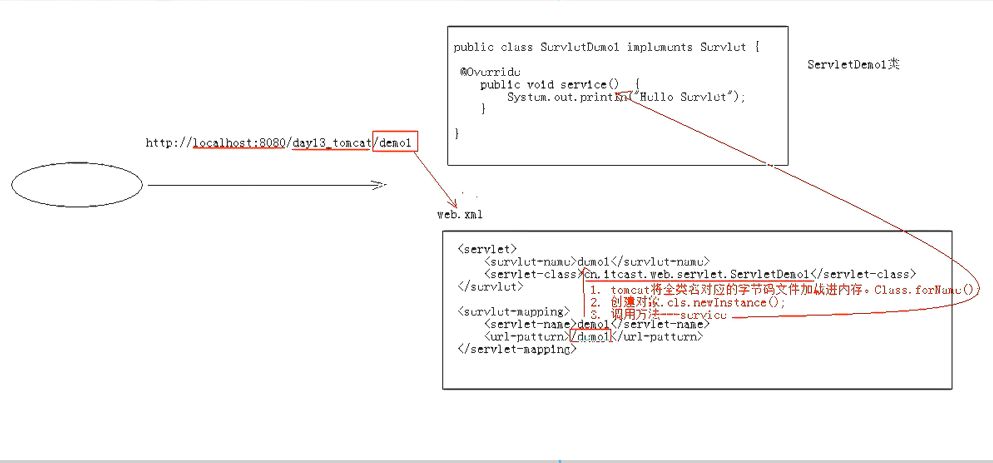 public class ServletDemo1 implements Servlet {
@Override
public void service() {
System.out.println("Hello Servlet");
}
}
ServletDemo1类
http://localhost:8080/day13_tomcat/demo1
web.xml
<servlet>
<servlet-name>demo1</servlet-name>
<servlet-class>cn.itcast.web.servlet.ServletDemo1</servlet-class>
1. tomcat将全类名对应的字节码文件加载进内存。Class.forName()
</servlet>
2. 创建对象.cls.newInstance();
<servlet-mapping>
3. 调用方法---service
<servlet-name>demo1</servlet-name>
<url-pattern>/demo1</url-pattern>
</servlet-mapping>